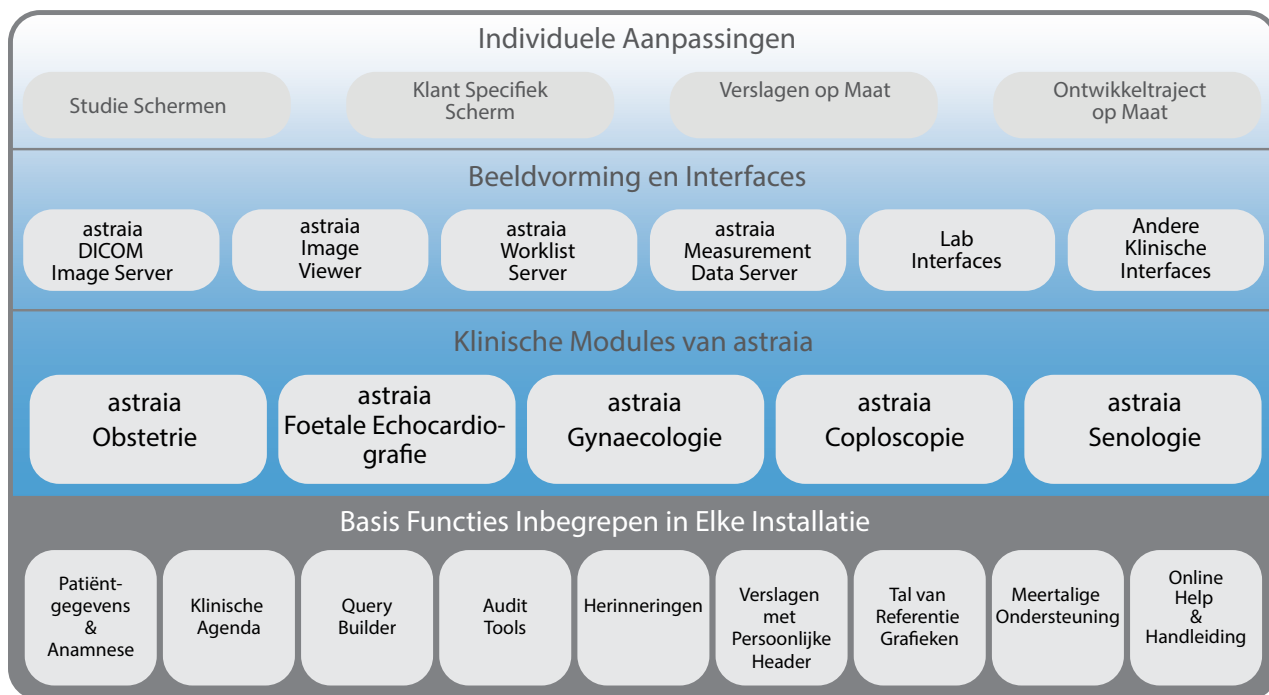 Individuele Aanpassingen
Studie Schermen
Klant Specifiek
Scherm
Verslagen op Maat
Ontwikkeltraject
op Maat
Beeldvorming en Interfaces
astraia
DICOM
Image Server
astraia
Image
Viewer
astraia
Worklist
Server
astraia
Measurement
Data Server
Lab
Interfaces
Andere
Klinische
Interfaces
Klinische Modules van astraia
astraia
Obstetrie
astraia
Foetale Echocardio-
grafie
astraia
Gynaecologie
astraia
Coploscopie
astraia
Senologie
Basis Functies Inbegrepen in Elke Installatie
Patiënt-
gegevens
&
Anamnese
Klinische
Agenda
Query
Builder
Audit
Tools
Herinneringen
Verslagen
met
Persoonlijke
Header
Tal van
Referentie
Grafieken
Meertalige
Ondersteuning
Online
Help
&
Handleiding